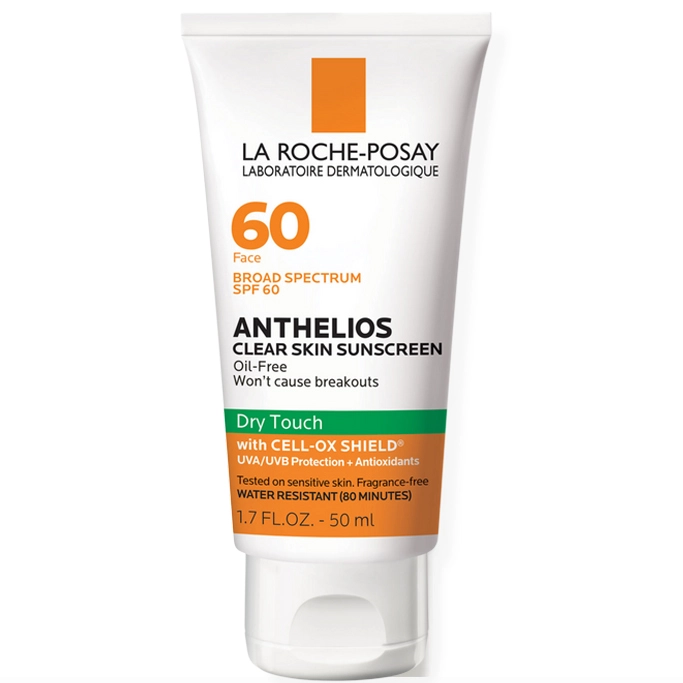 LA ROCHE-POSAY
LABORATOIRE DERMATOLOGIQUE
60
Face
BROAD SPECTRUM
SPF 60
ANTHELIOS
CLEAR SKIN SUNSCREEN
Oil-Free
Won't cause breakouts
Dry Touch
with CELL-OX SHIELD®
UVA/UVB Protection + Antioxidants
Tested on sensitive skin. Fragrance-free
WATER RESISTANT (80 MINUTES)
1.7 FL.OZ. - 50 ml